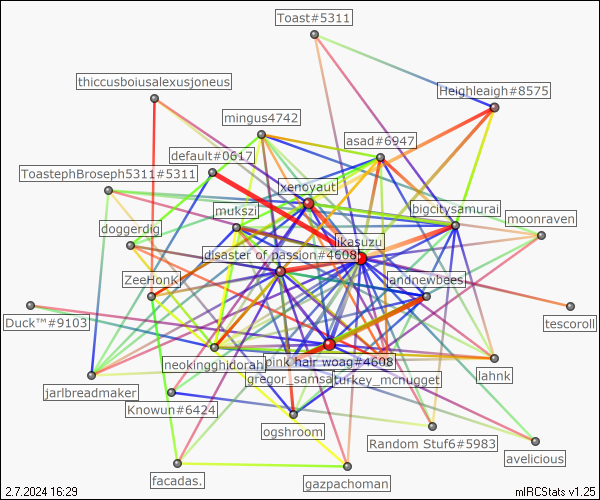 Toast#5311
thiccusboiusalexusjoneus
Heighleaigh#8575
mingus4742
asad#6947
default#0617
ToastephBroseph5311#5311
xenoyaut
mukszi
bigcitysamurai
moonraven
doggerdig
likasuzu
disaster of passion#4608
ZeeHonk
andnewbees
Duck™#9103
tescoroll
neokingghidorah
pink hair woag#4608
lahnk
gregor_samsa
turkey_mcnugget
jarlbreadmaker
Knowun#6424
ogshroom
Random Stuf6#5983
avelicious
facadas.
gazpachoman
2.7.2024 16:29
mIRCStats v1.25